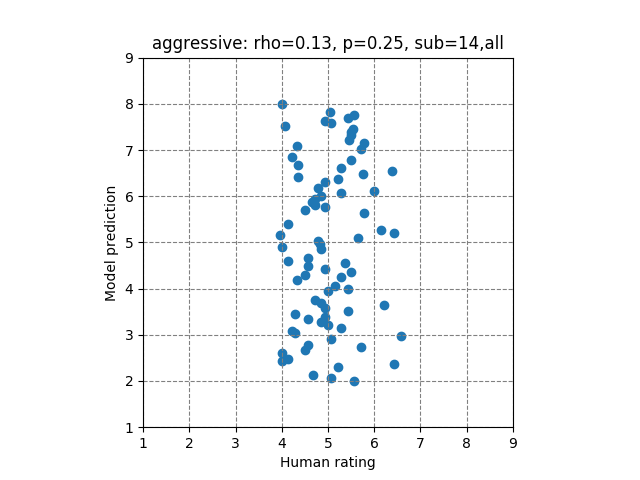 aggressive: rho=0.13, p=0.25, sub=14,all
9
8
7
6
5
4
3
2
1
Model prediction
1 2 3 4 5 6 7 8 9
Human rating